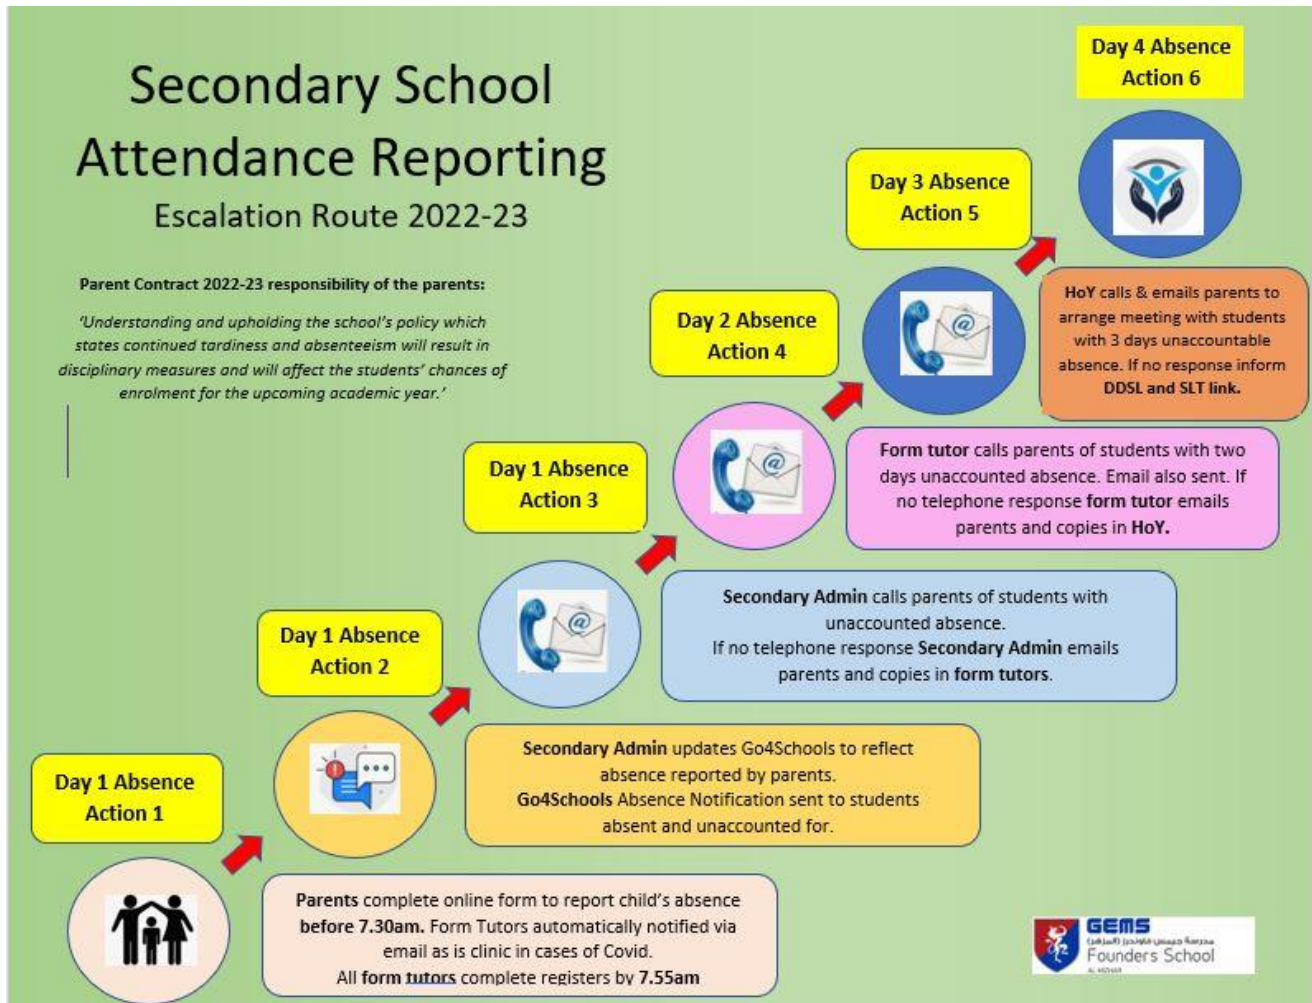 Secondary School
Attendance Reporting
Escalation Route 2022-23
Parent Contract 2022-23 responsibility of the parents:
'Understanding and upholding the school's policy which
states continued tardiness and absenteeism will result in
disciplinary measures and will affect the students' chances of
enrolment for the upcoming academic year.'
Day 1 Absence
Action 1
Parents complete online form to report child's absence
before 7.30am. Form Tutors automatically notified via
email as is clinic in cases of Covid.
All form tutors complete registers by 7.55am
Day 1 Absence
Action 2
Secondary Admin updates Go4Schools to reflect
absence reported by parents.
Go4Schools Absence Notification sent to students
absent and unaccounted for.
Day 1 Absence
Action 3
Secondary Admin calls parents of students with
unaccounted absence.
If no telephone response Secondary Admin emails
parents and copies in form tutors.
Day 2 Absence
Action 4
Form tutor calls parents of students with two
days unaccounted absence. Email also sent. If
no telephone response form tutor emails
parents and copies in HoY.
Day 3 Absence
Action 5
HoY calls & emails parents to
arrange meeting with students
with 3 days unaccountable
absence. If no response inform
DDSL and SLT link.
Day 4 Absence
Action 6
@
@
@
GEMS
مدرسة جيمس فاوندرز (المزهر)
Founders School
AL MIZHAR